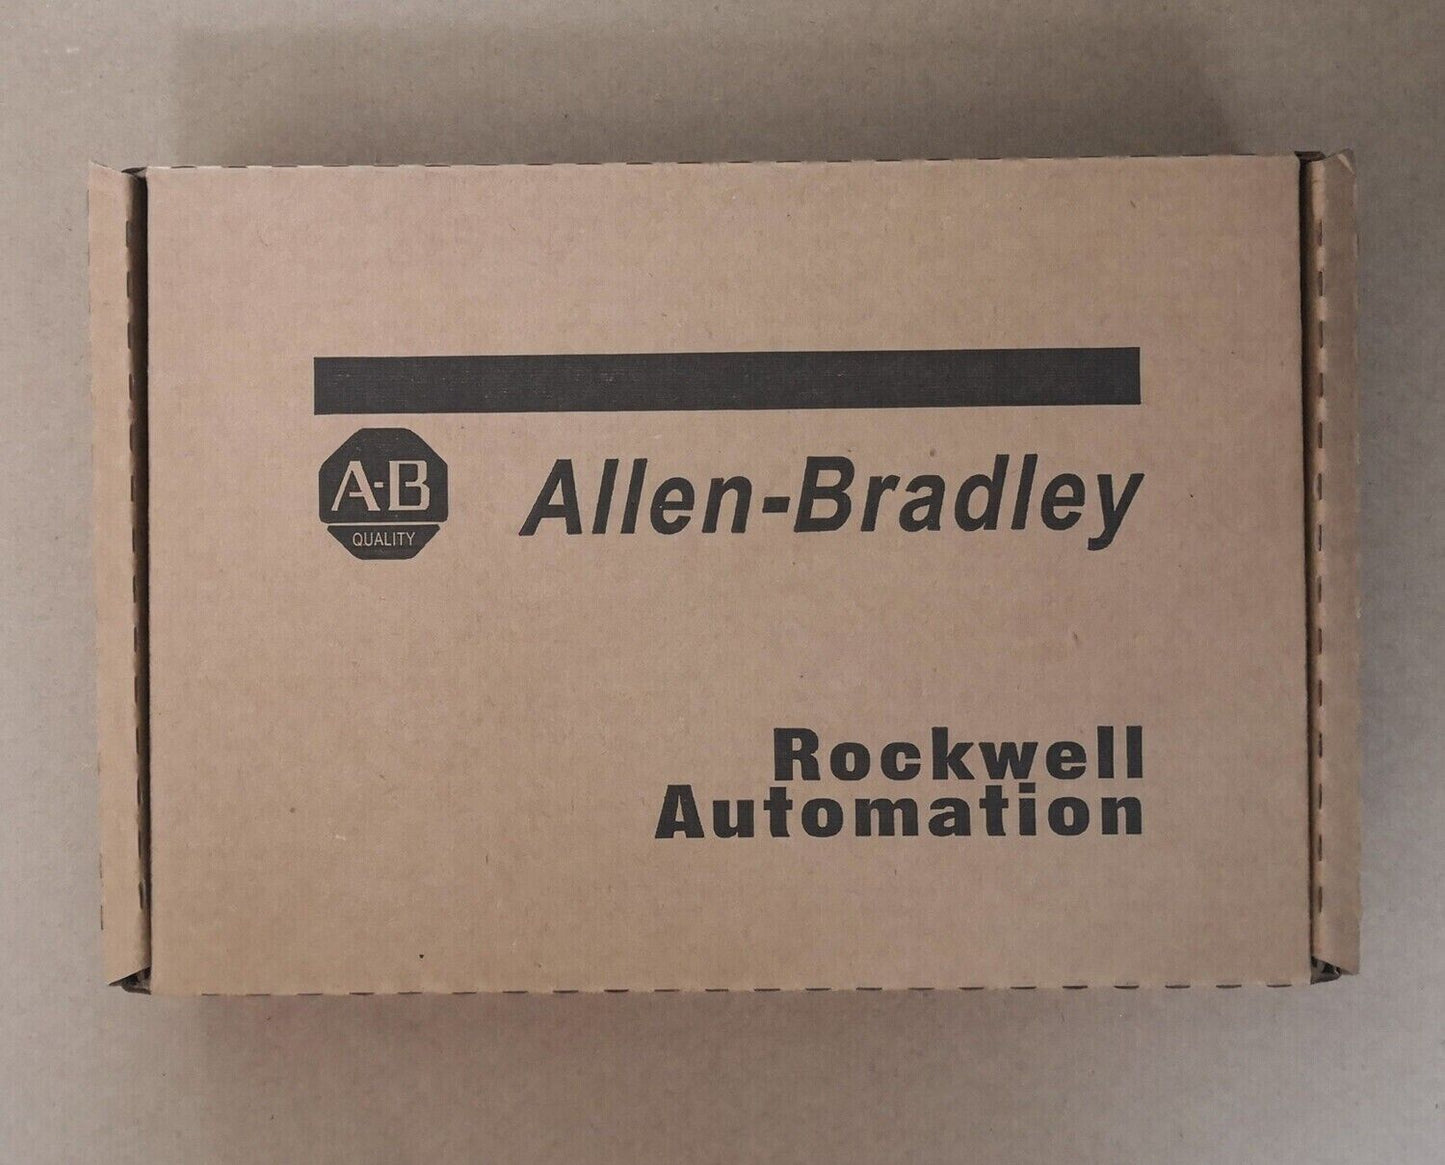 A-B
QUALITY
Allen-Bradley
Rockwell
Automation